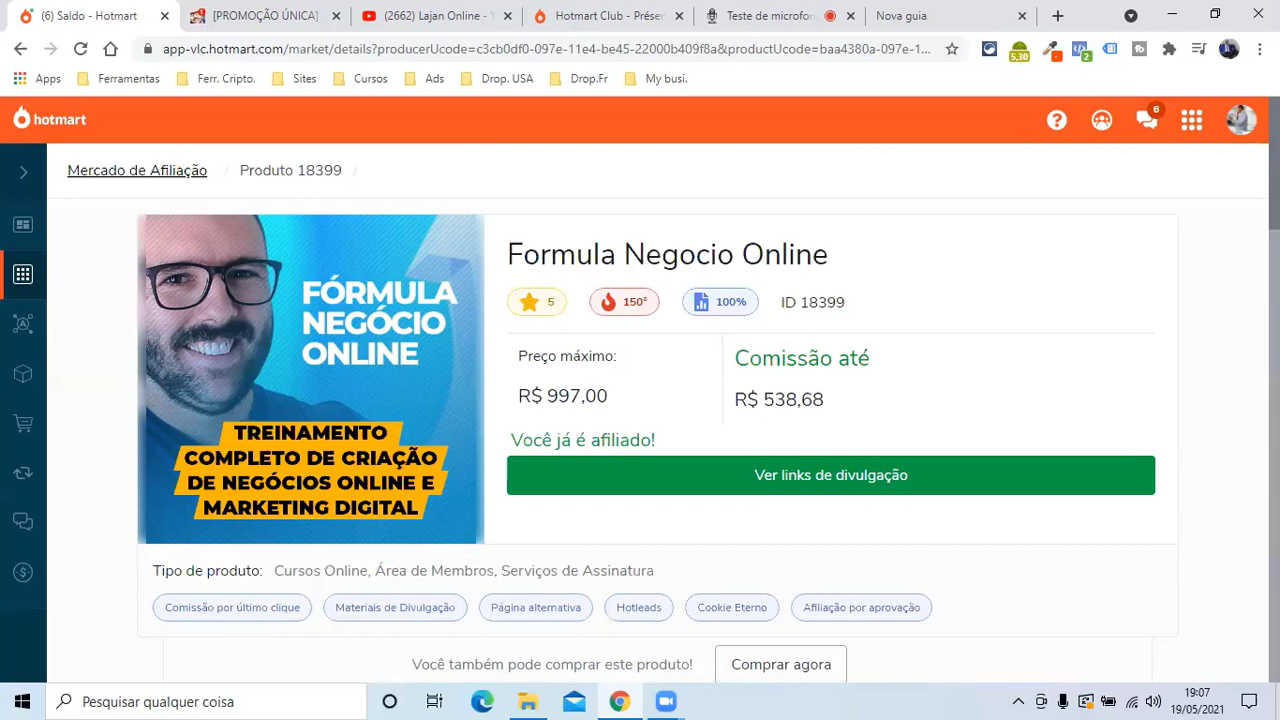 (6) Saldo - Hotmart
[PROMOÇÃO ÚNICA]
(2662) Lajan Online -
Hotmart Club - Présen
Teste de microfon
Nova guia
app-vlc.hotmart.com/market/details?producerUcode=c3cb0df0-097e-11e4-be45-22000b409f8a&productUcode=baa4380a-097e-1...
5,30
2
Apps
Ferramentas
Ferr. Cripto.
Sites
Cursos
Ads
Drop. USA
Drop.Fr
My busi.
hotmart
6
Mercado de Afiliação / Produto 18399 /
FÓRMULA
NEGÓCIO
ONLINE
TREINAMENTO
COMPLETO DE CRIAÇÃO
DE NEGÓCIOS ONLINE E
MARKETING DIGITAL
Formula Negocio Online
5 150° 100% ID 18399
Preço máximo:
R$ 997,00
Comissão até
R$ 538,68
Você já é afiliado!
Ver links de divulgação
Tipo de produto: Cursos Online, Área de Membros, Serviços de Assinatura
Comissão por último clique
Materiais de Divulgação
Página alternativa
Hotleads
Cookie Eterno
Afiliação por aprovação
Você também pode comprar este produto!
Comprar agora
Pesquisar qualquer coisa
19:07
19/05/2021